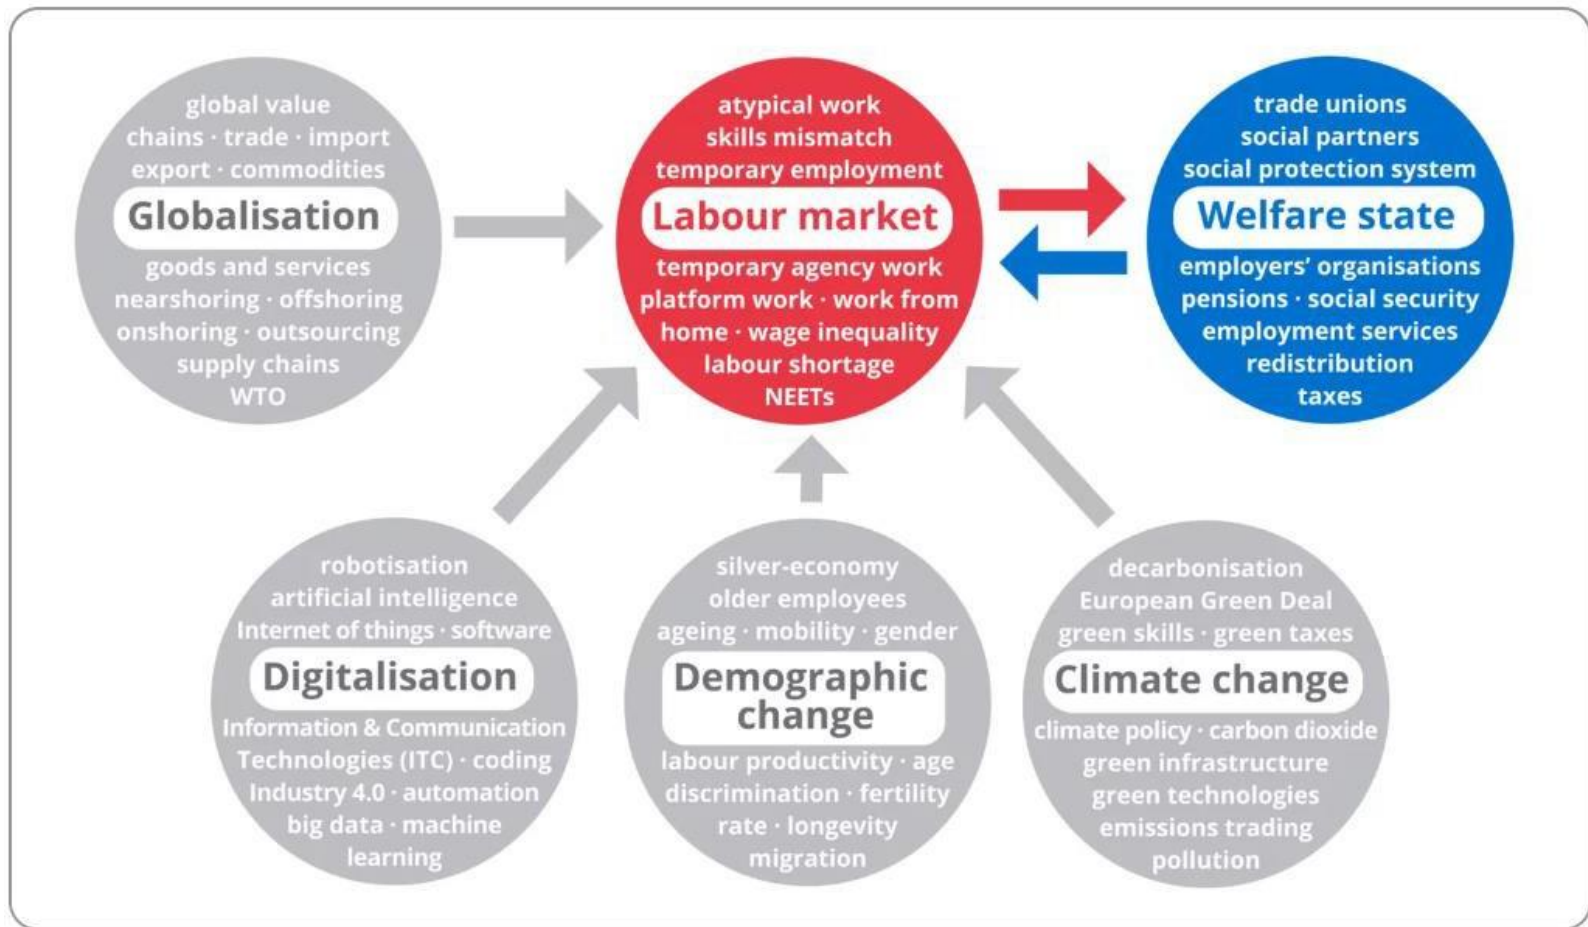 global value
chains · trade · import
export · commodities
Globalisation
goods and services
nearshoring · offshoring
onshoring · outsourcing
supply chains
WTO
atypical work
skills mismatch
temporary employment
Labour market
temporary agency work
platform work · work from
home · wage inequality
labour shortage
NEETs
trade unions
social partners
social protection system
Welfare state
employers’ organisations
pensions · social security
employment services
redistribution
taxes
robotisation
artificial intelligence
Internet of things · software
Digitalisation
Information & Communication
Technologies (ITC) · coding
Industry 4.0 · automation
big data · machine
learning
silver-economy
older employees
ageing · mobility · gender
Demographic
change
labour productivity · age
discrimination · fertility
rate · longevity
migration
decarbonisation
European Green Deal
green skills · green taxes
Climate change
climate policy · carbon dioxide
green infrastructure
green technologies
emissions trading
pollution